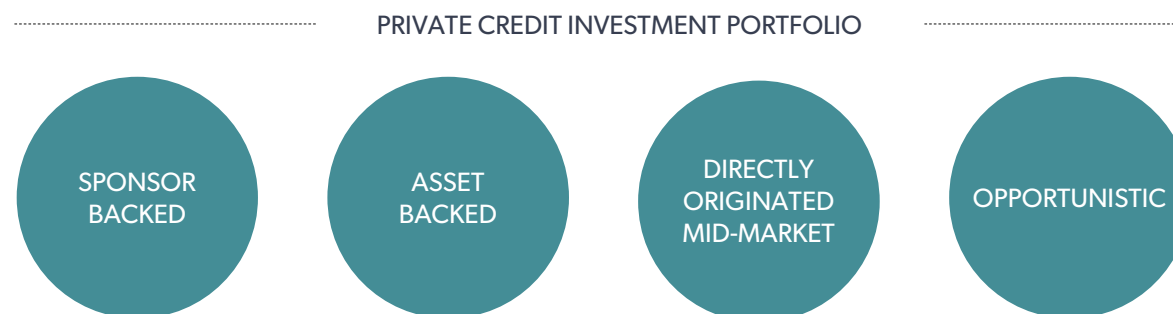 PRIVATE CREDIT INVESTMENT PORTFOLIO
SPONSOR
BACKED
ASSET
BACKED
DIRECTLY
ORIGINATED
MID-MARKET
OPPORTUNISTIC